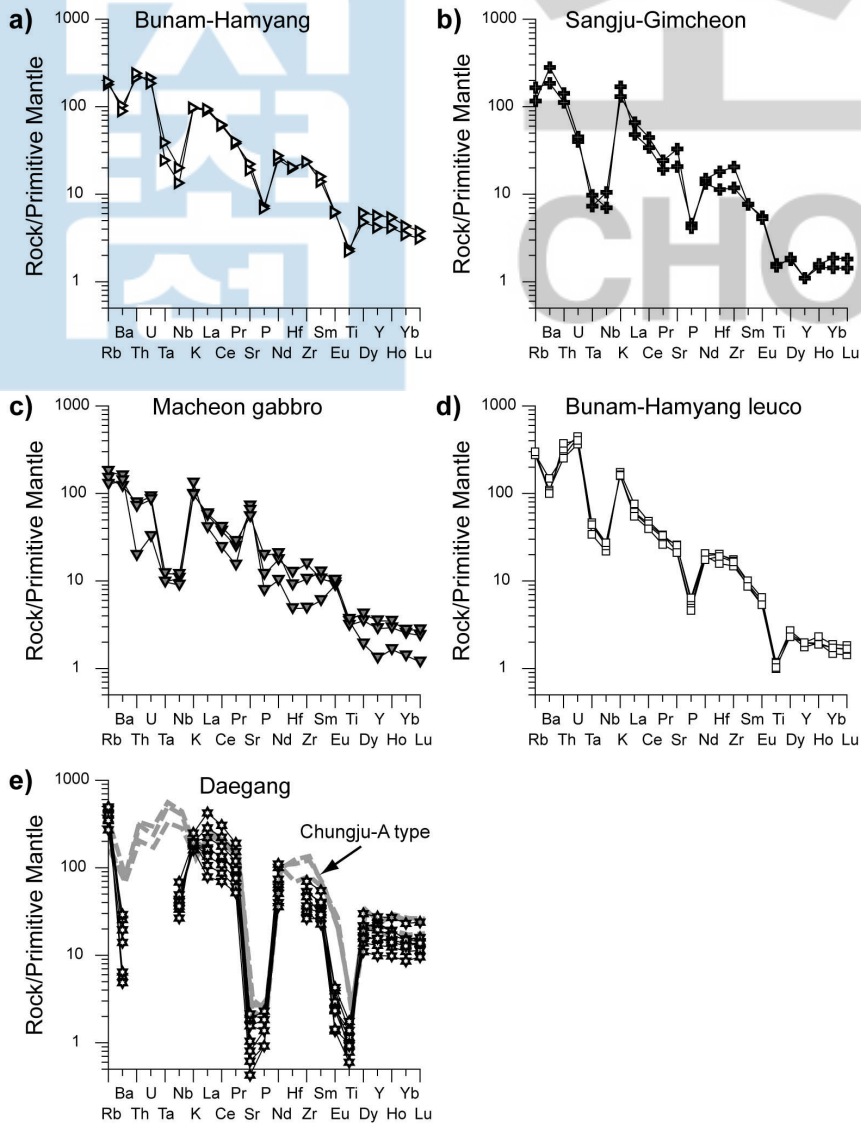 a)
Bunam-Hamyang
1000
100
10
1
Rock/Primitive Mantle
Ba U Nb La Pr P Hf Sm Ti Y Yb
Rb Th Ta K Ce Sr Nd Zr Eu Dy Ho Lu
b)
Sangju-Gimcheon
1000
100
10
1
Rock/Primitive Mantle
Ba U Nb La Pr P Hf Sm Ti Y Yb
Rb Th Ta K Ce Sr Nd Zr Eu Dy Ho Lu
c)
Macheon gabbro
1000
100
10
1
Rock/Primitive Mantle
Ba U Nb La Pr P Hf Sm Ti Y Yb
Rb Th Ta K Ce Sr Nd Zr Eu Dy Ho Lu
d)
Bunam-Hamyang leuco
1000
100
10
1
Rock/Primitive Mantle
Ba U Nb La Pr P Hf Sm Ti Y Yb
Rb Th Ta K Ce Sr Nd Zr Eu Dy Ho Lu
e)
Daegang
1000
100
10
1
Rock/Primitive Mantle
Chungju-A type
Ba U Nb La Pr P Hf Sm Ti Y Yb
Rb Th Ta K Ce Sr Nd Zr Eu Dy Ho Lu
CHO